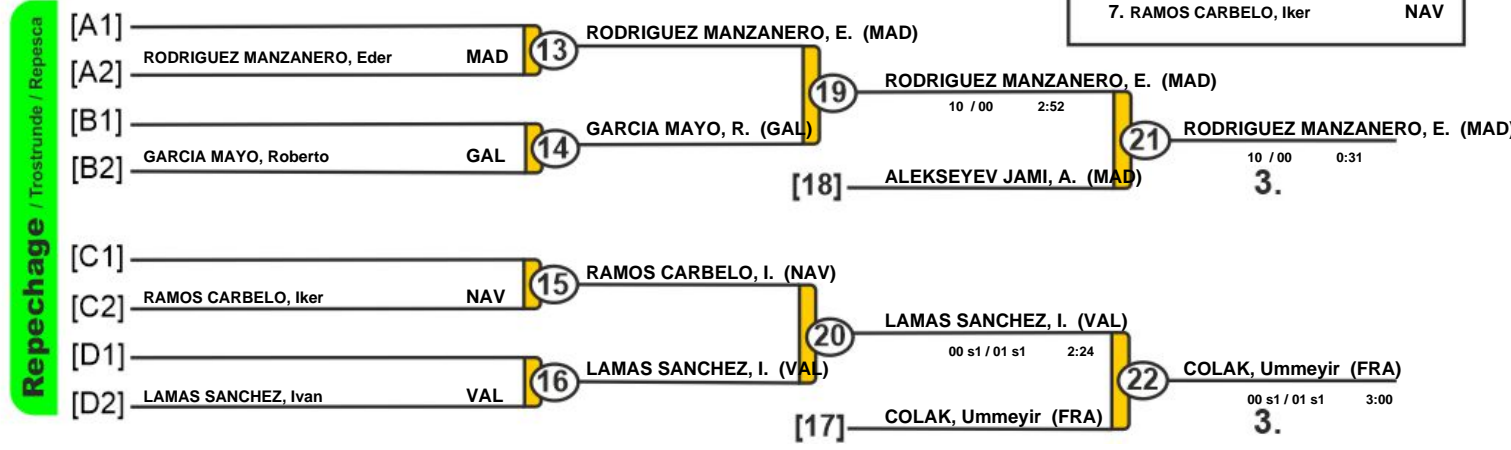 7. RAMOS CARBELO, Iker NAV
Repechage / Trostrunde / Repesca
[A1]
RODRIGUEZ MANZANERO, Eder MAD
[A2]
13
RODRIGUEZ MANZANERO, E. (MAD)
[B1]
GARCIA MAYO, Roberto GAL
[B2]
14
GARCIA MAYO, R. (GAL)
19
RODRIGUEZ MANZANERO, E. (MAD)
10 / 00 2:52
[18]
ALEKSEYEV JAMI, A. (MAD)
21
RODRIGUEZ MANZANERO, E. (MAD)
10 / 00 0:31
3.
[C1]
RAMOS CARBELO, Iker NAV
[C2]
15
RAMOS CARBELO, I. (NAV)
[D1]
LAMAS SANCHEZ, Ivan VAL
[D2]
16
LAMAS SANCHEZ, I. (VAL)
20
LAMAS SANCHEZ, I. (VAL)
00 s1 / 01 s1 2:24
[17]
COLAK, Ummeyir (FRA)
22
COLAK, Ummeyir (FRA)
00 s1 / 01 s1 3:00
3.